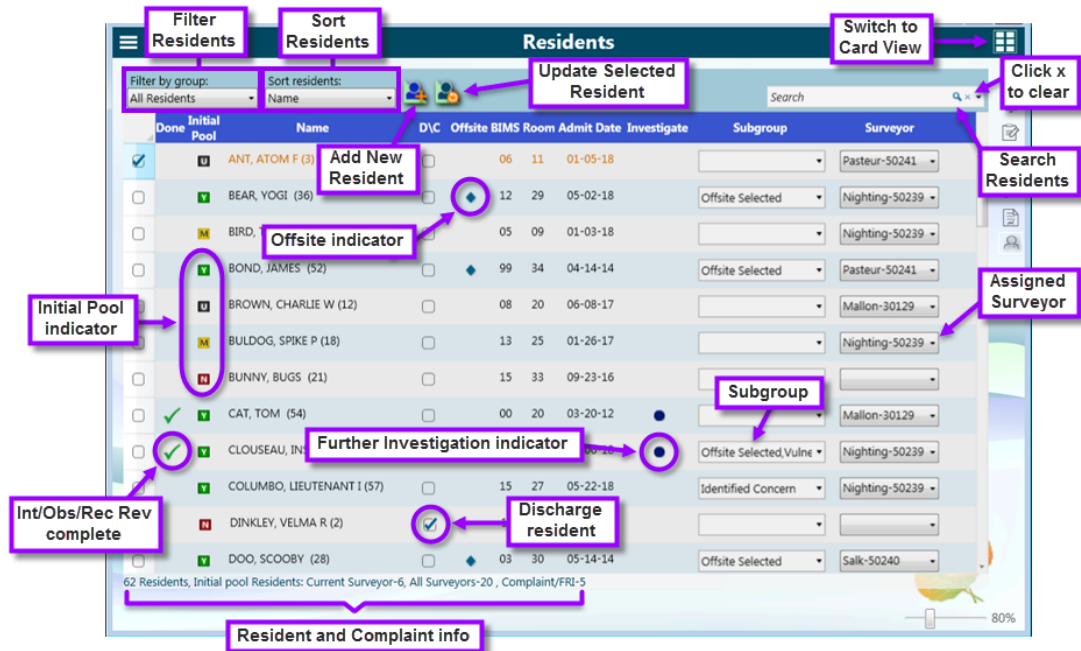 Filter
Residents
Sort
Residents
Residents
Switch to
Card View
Filter by group:
All Residents
Sort residents:
Name
Update Selected
Resident
Search
Click x
to clear
Done Initial Pool Name D\C Offsite BIMS Room Admit Date Investigate Subgroup Surveyor
U ANT, ATOM F (3) 06 11 01-05-18 Pasteur-50241
Add New
Resident
Search
Residents
Y BEAR, YOGI (36) 12 29 05-02-18 Offsite Selected Nighting-50239
M BIRD, 05 09 01-03-18 Nighting-50239
Offsite indicator
Y BOND, JAMES (52) 99 34 04-14-14 Offsite Selected Pasteur-50241
Initial Pool
indicator
Assigned
Surveyor
U BROWN, CHARLIE W (12) 08 20 06-08-17 Mallon-30129
M BULDOG, SPIKE P (18) 13 25 01-26-17 Nighting-50239
N BUNNY, BUGS (21) 15 33 09-23-16
Subgroup
Y CAT, TOM (54) 00 20 03-20-12 Mallon-30129
Further Investigation indicator
Y CLOUSEAU, Offsite Selected,Vulne Nighting-50239
Y COLUMBO, LIEUTENANT I (57) 15 27 05-22-18 Identified Concern Nighting-50239
Int/Obs/Rec Rev
complete
Discharge
resident
N DINKLEY, VELMA R (2)
Y DOO, SCOOBY (28) 03 30 05-14-14 Offsite Selected Salk-50240
62 Residents, Initial pool Residents: Current Surveyor-6, All Surveyors-20 , Complaint/FRI-5
80%
Resident and Complaint info